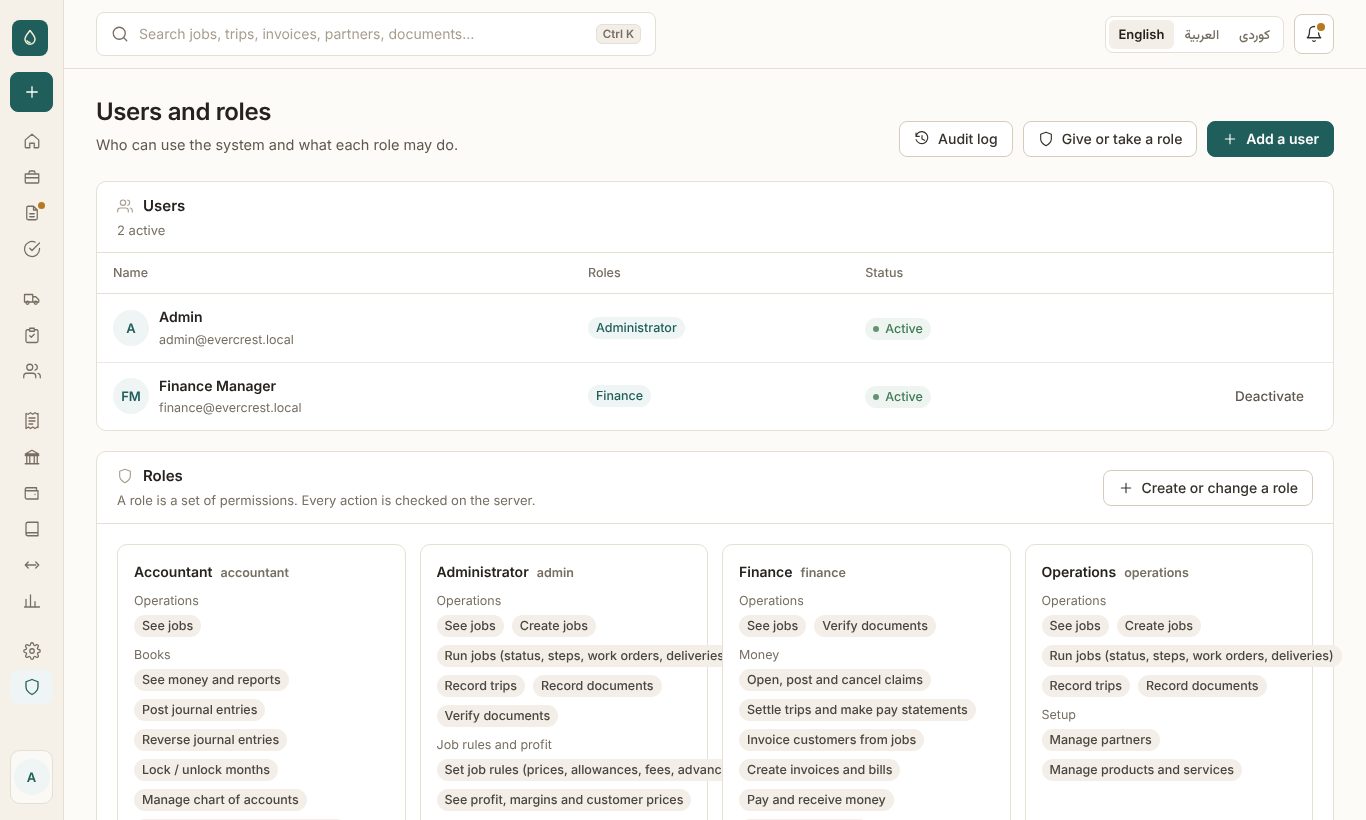 Search jobs, trips, invoices, partners, documents...
Ctrl K
English
العربية
کوردی
Users and roles
Who can use the system and what each role may do.
Audit log
Give or take a role
Add a user
Users
2 active
Name Roles Status
A
Admin
admin@evercrest.local
Administrator
Active
FM
Finance Manager
finance@evercrest.local
Finance
Active
Deactivate
Roles
A role is a set of permissions. Every action is checked on the server.
Create or change a role
Accountant accountant
Operations
See jobs
Books
See money and reports
Post journal entries
Reverse journal entries
Lock / unlock months
Manage chart of accounts
Administrator admin
Operations
See jobs Create jobs
Run jobs (status, steps, work orders, deliveries
Record trips Record documents
Verify documents
Job rules and profit
Set job rules (prices, allowances, fees, advanc
See profit, margins and customer prices
Finance finance
Operations
See jobs Verify documents
Money
Open, post and cancel claims
Settle trips and make pay statements
Invoice customers from jobs
Create invoices and bills
Pay and receive money
Operations operations
Operations
See jobs Create jobs
Run jobs (status, steps, work orders, deliveries)
Record trips Record documents
Setup
Manage partners
Manage products and services
A